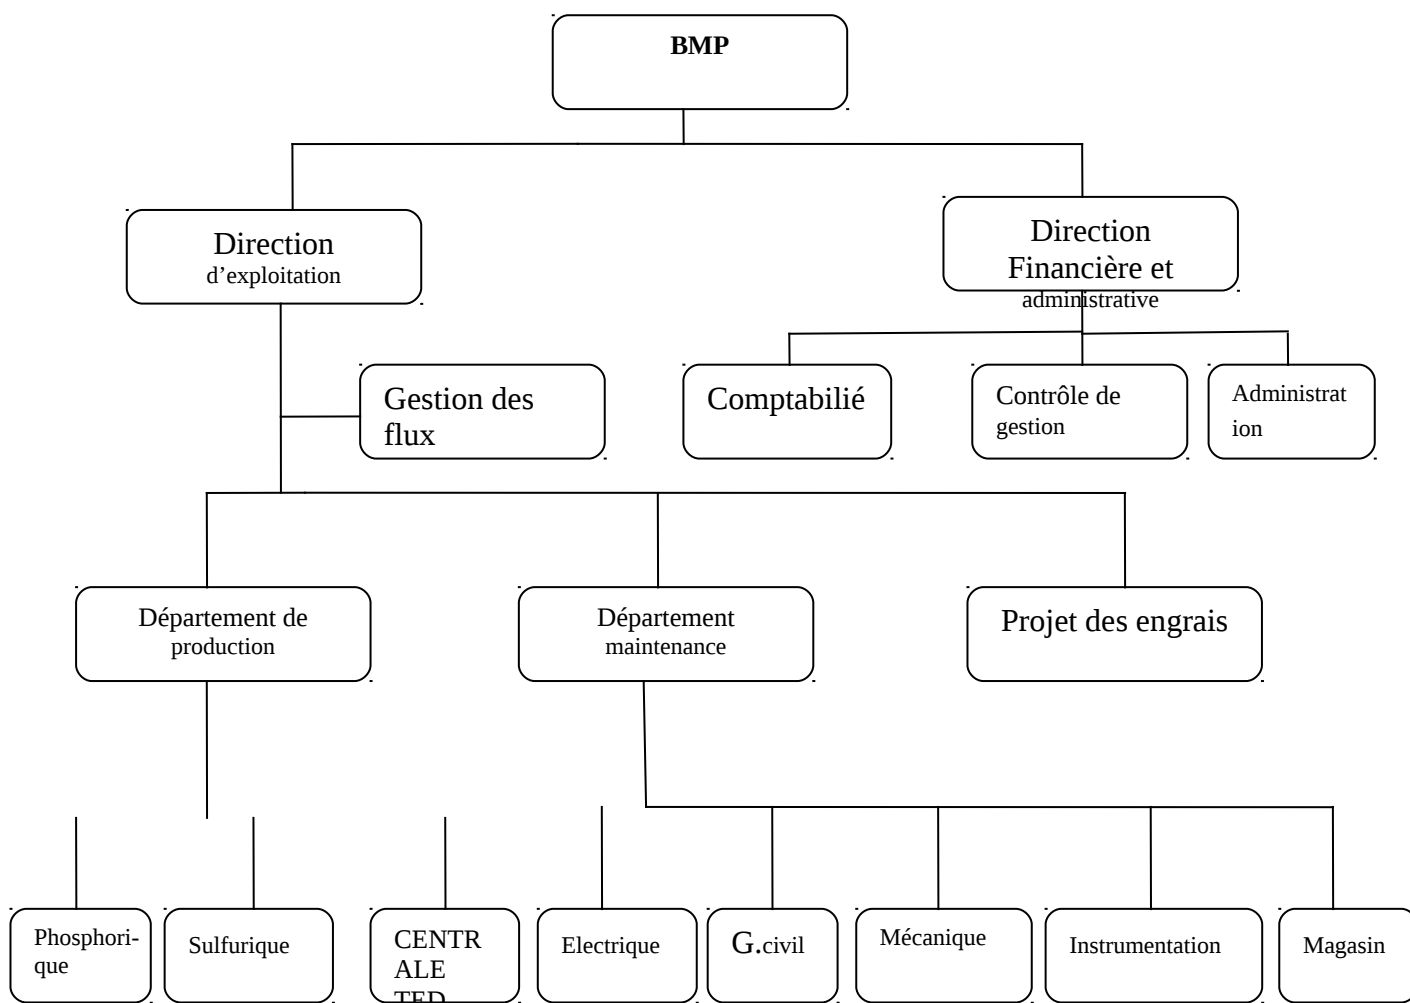 BMP
Direction
d’exploitation
Direction
Financière et
administrative
Gestion des
flux
Comptabilié
Contrôle de
gestion
Administrat
ion
Département de
production
Département
maintenance
Projet des engrais
Phosphori-
que
Sulfurique
CENTR
ALE
TED
Electrique
G.civil
Mécanique
Instrumentation
Magasin